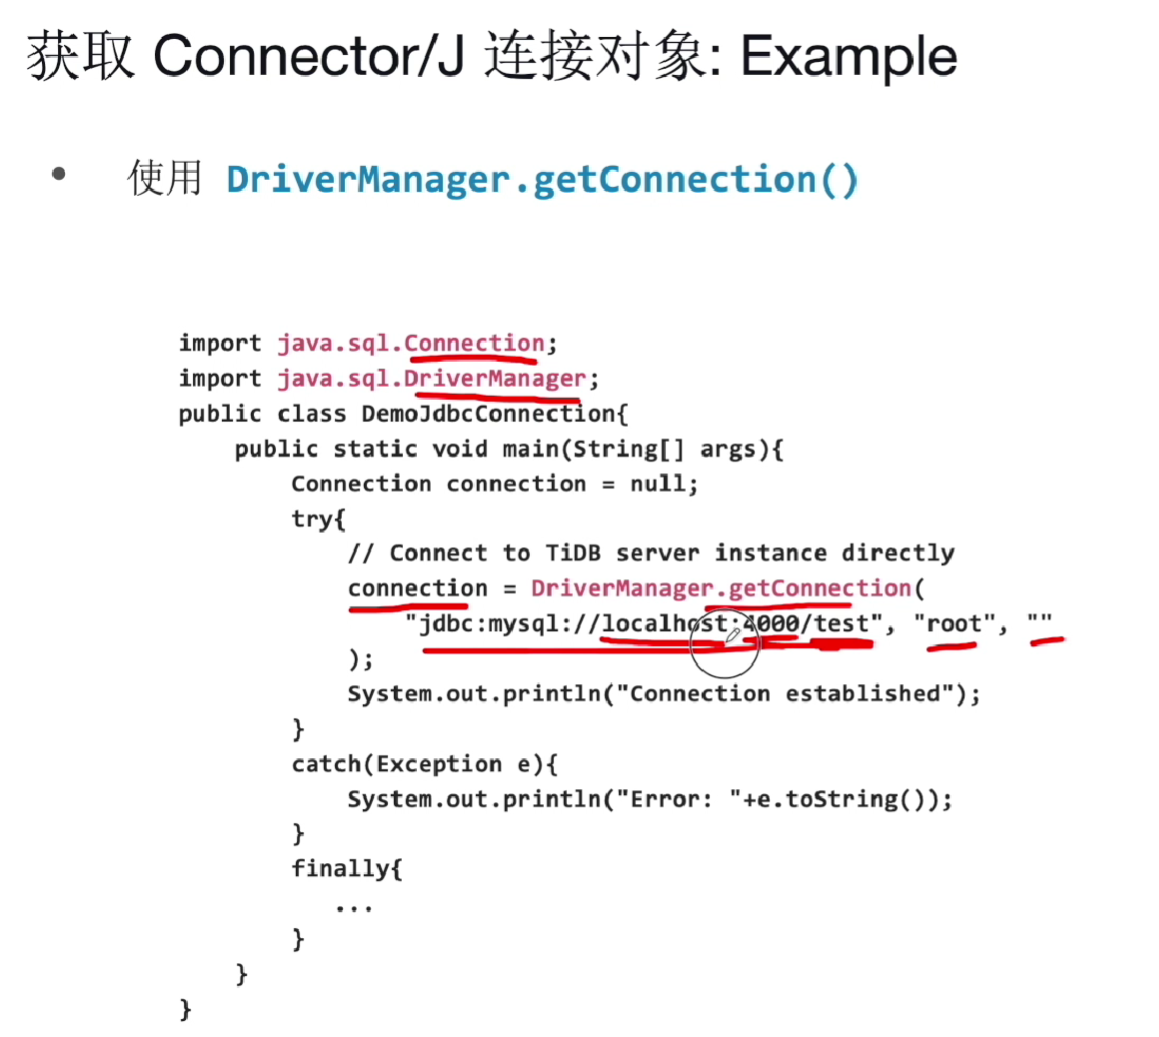 获取 Connector/J 连接对象: Example
• 使用 DriverManager.getConnection()
import java.sql.Connection;
import java.sql.DriverManager;
public class DemoJdbcConnection{
    public static void main(String[] args){
        Connection connection = null;
        try{
            // Connect to TiDB server instance directly
            connection = DriverManager.getConnection(
                "jdbc:mysql://localhost:4000/test", "root", ""
            );
            System.out.println("Connection established");
        }
        catch(Exception e){
            System.out.println("Error: "+e.toString());
        }
        finally{
           ...
        }
    }
}